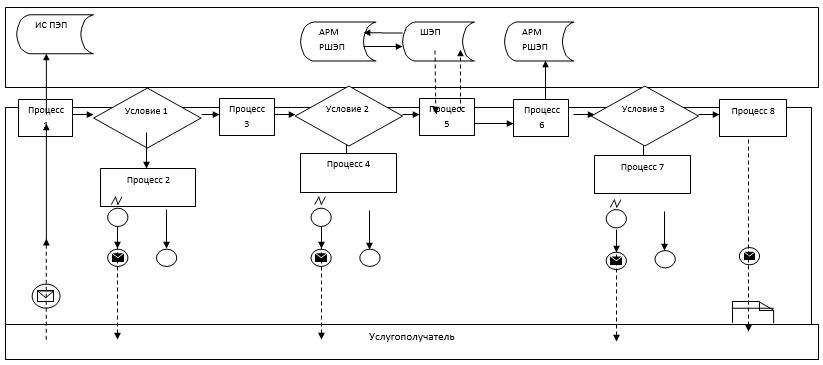 ИС ПЭП
АРМ
РШЭП
ШЭП
АРМ
РШЭП
Процесс
1
Условие 1
Процесс
3
Условие 2
Процесс
5
Процесс
6
Условие 3
Процесс 8
Процесс 2
Процесс 4
Процесс 7
Услугополучатель